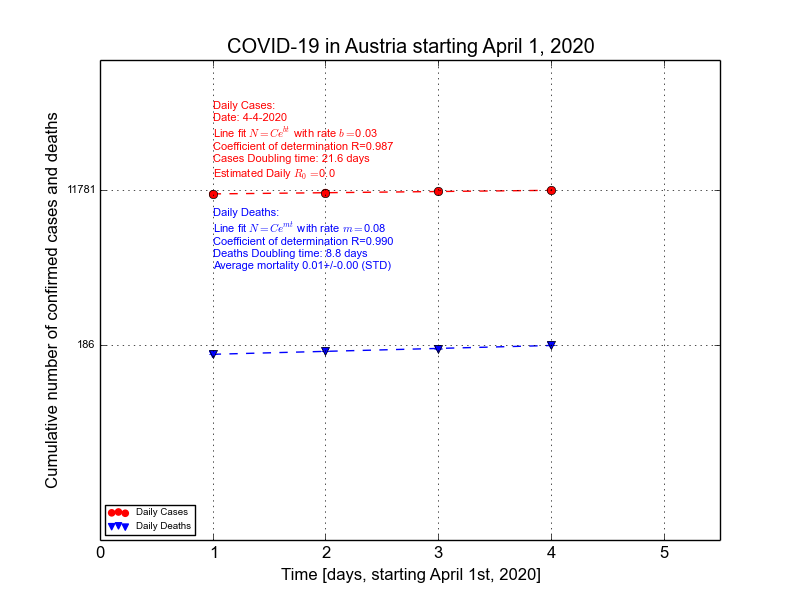 COVID-19 in Austria starting April 1, 2020
Daily Cases:
Date: 4-4-2020
Line fit N = Ce^{bt} with rate b =0.03
Coefficient of determination R=0.987
Cases Doubling time: 21.6 days
Estimated Daily R_0 =0.0
11781
Daily Deaths:
Line fit N = Ce^{mt} with rate m =0.08
Coefficient of determination R=0.990
Deaths Doubling time: 8.8 days
Average mortality 0.01+/-0.00 (STD)
186
Cumulative number of confirmed cases and deaths
Daily Cases
Daily Deaths
0 1 2 3 4 5
Time [days, starting April 1st, 2020]